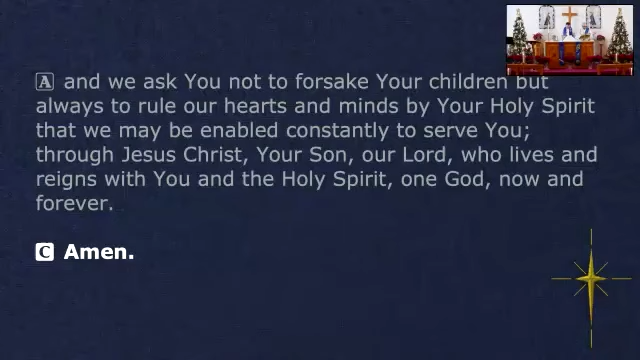 A and we ask You not to forsake Your children but
always to rule our hearts and minds by Your Holy Spirit
that we may be enabled constantly to serve You;
through Jesus Christ, Your Son, our Lord, who lives and
reigns with You and the Holy Spirit, one God, now and
forever.
C Amen.